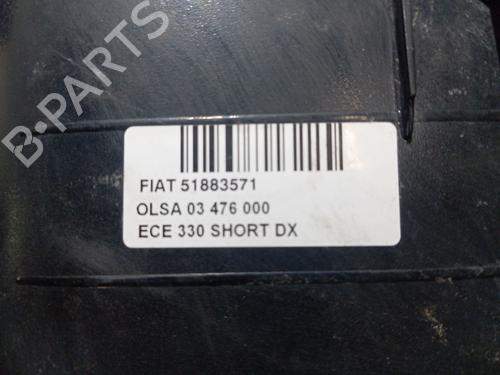 B-PARTS
FIAT 51883571
OLSA 03 476 000
ECE 330 SHORT DX